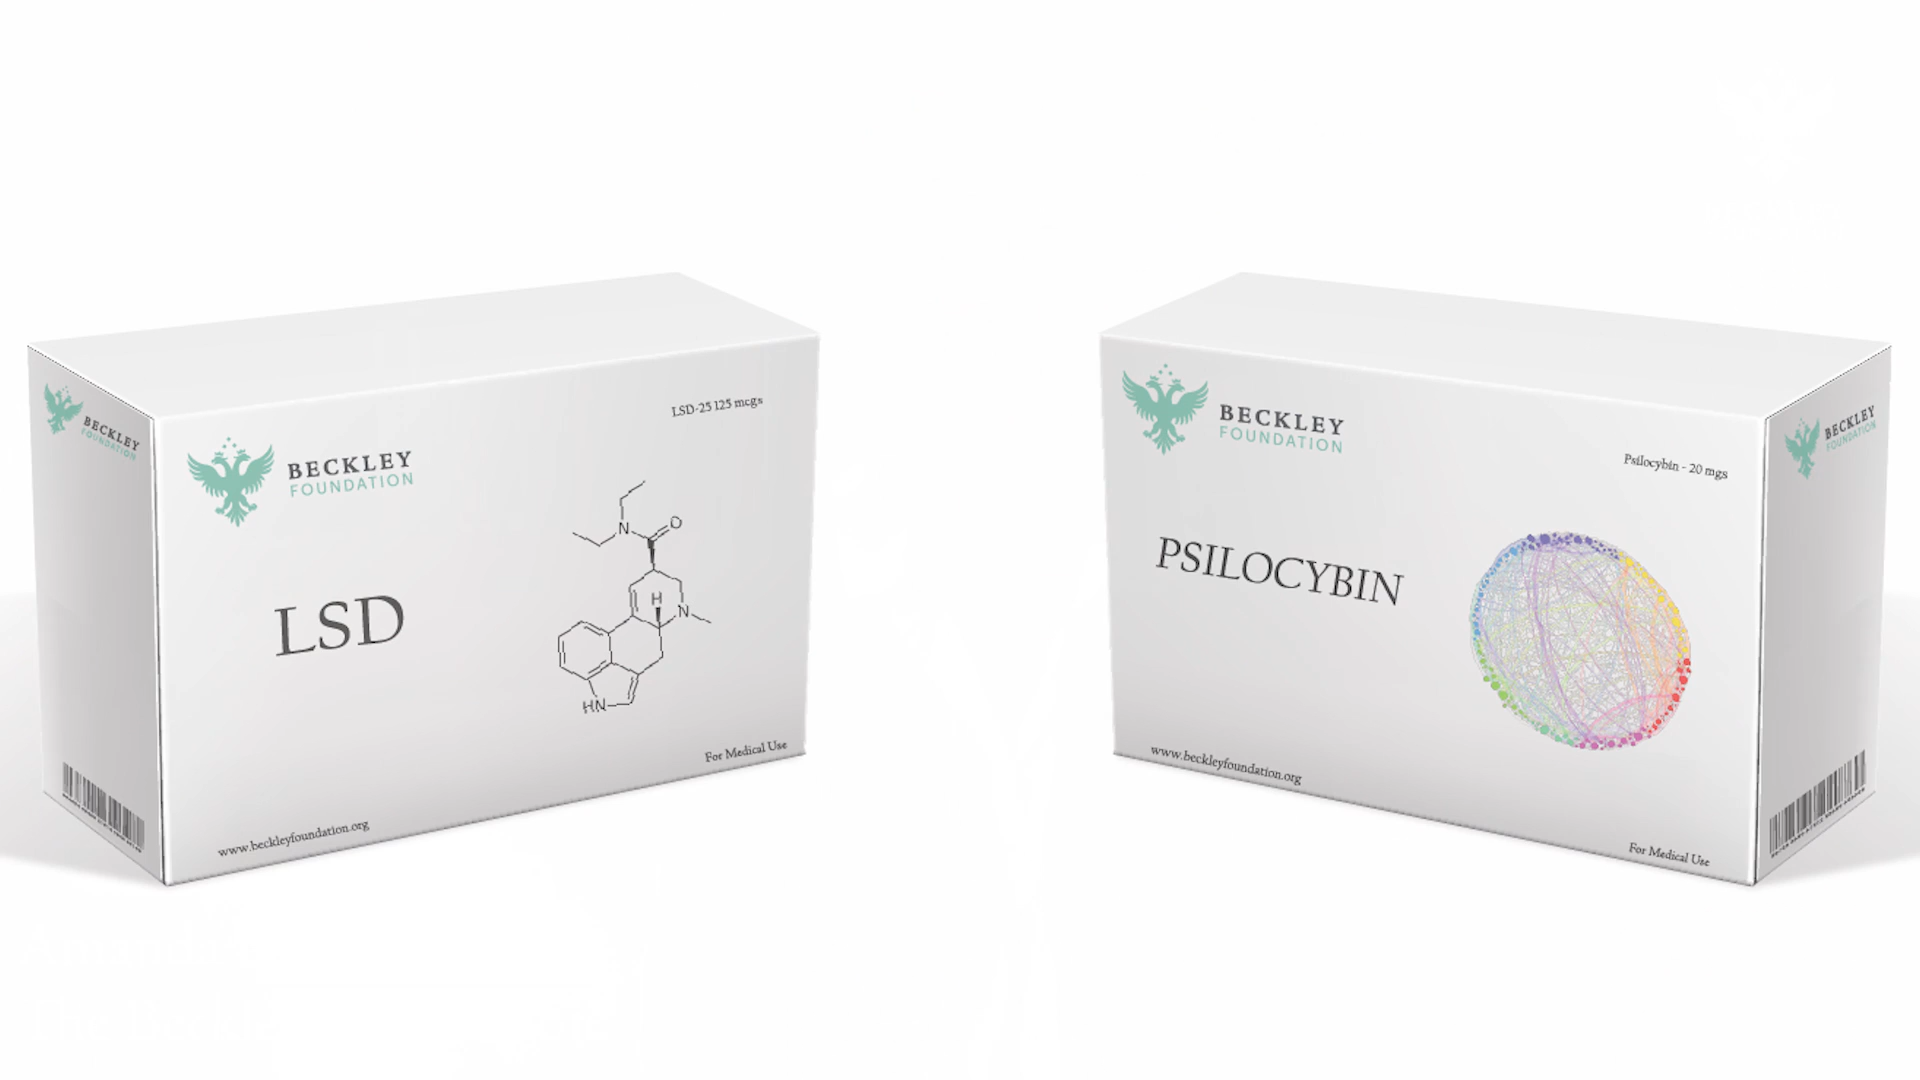 BECKLEY
FOUNDATION
BECKLEY
FOUNDATION
LSD-25 125 mcgs
LSD
N
O
H
N
HN
For Medical Use
www.beckleyfoundation.org
BECKLEY
FOUNDATION
Psilocybin - 20 mgs
PSILOCYBIN
www.beckleyfoundation.org
For Medical Use
BECKLEY
FOUNDATION